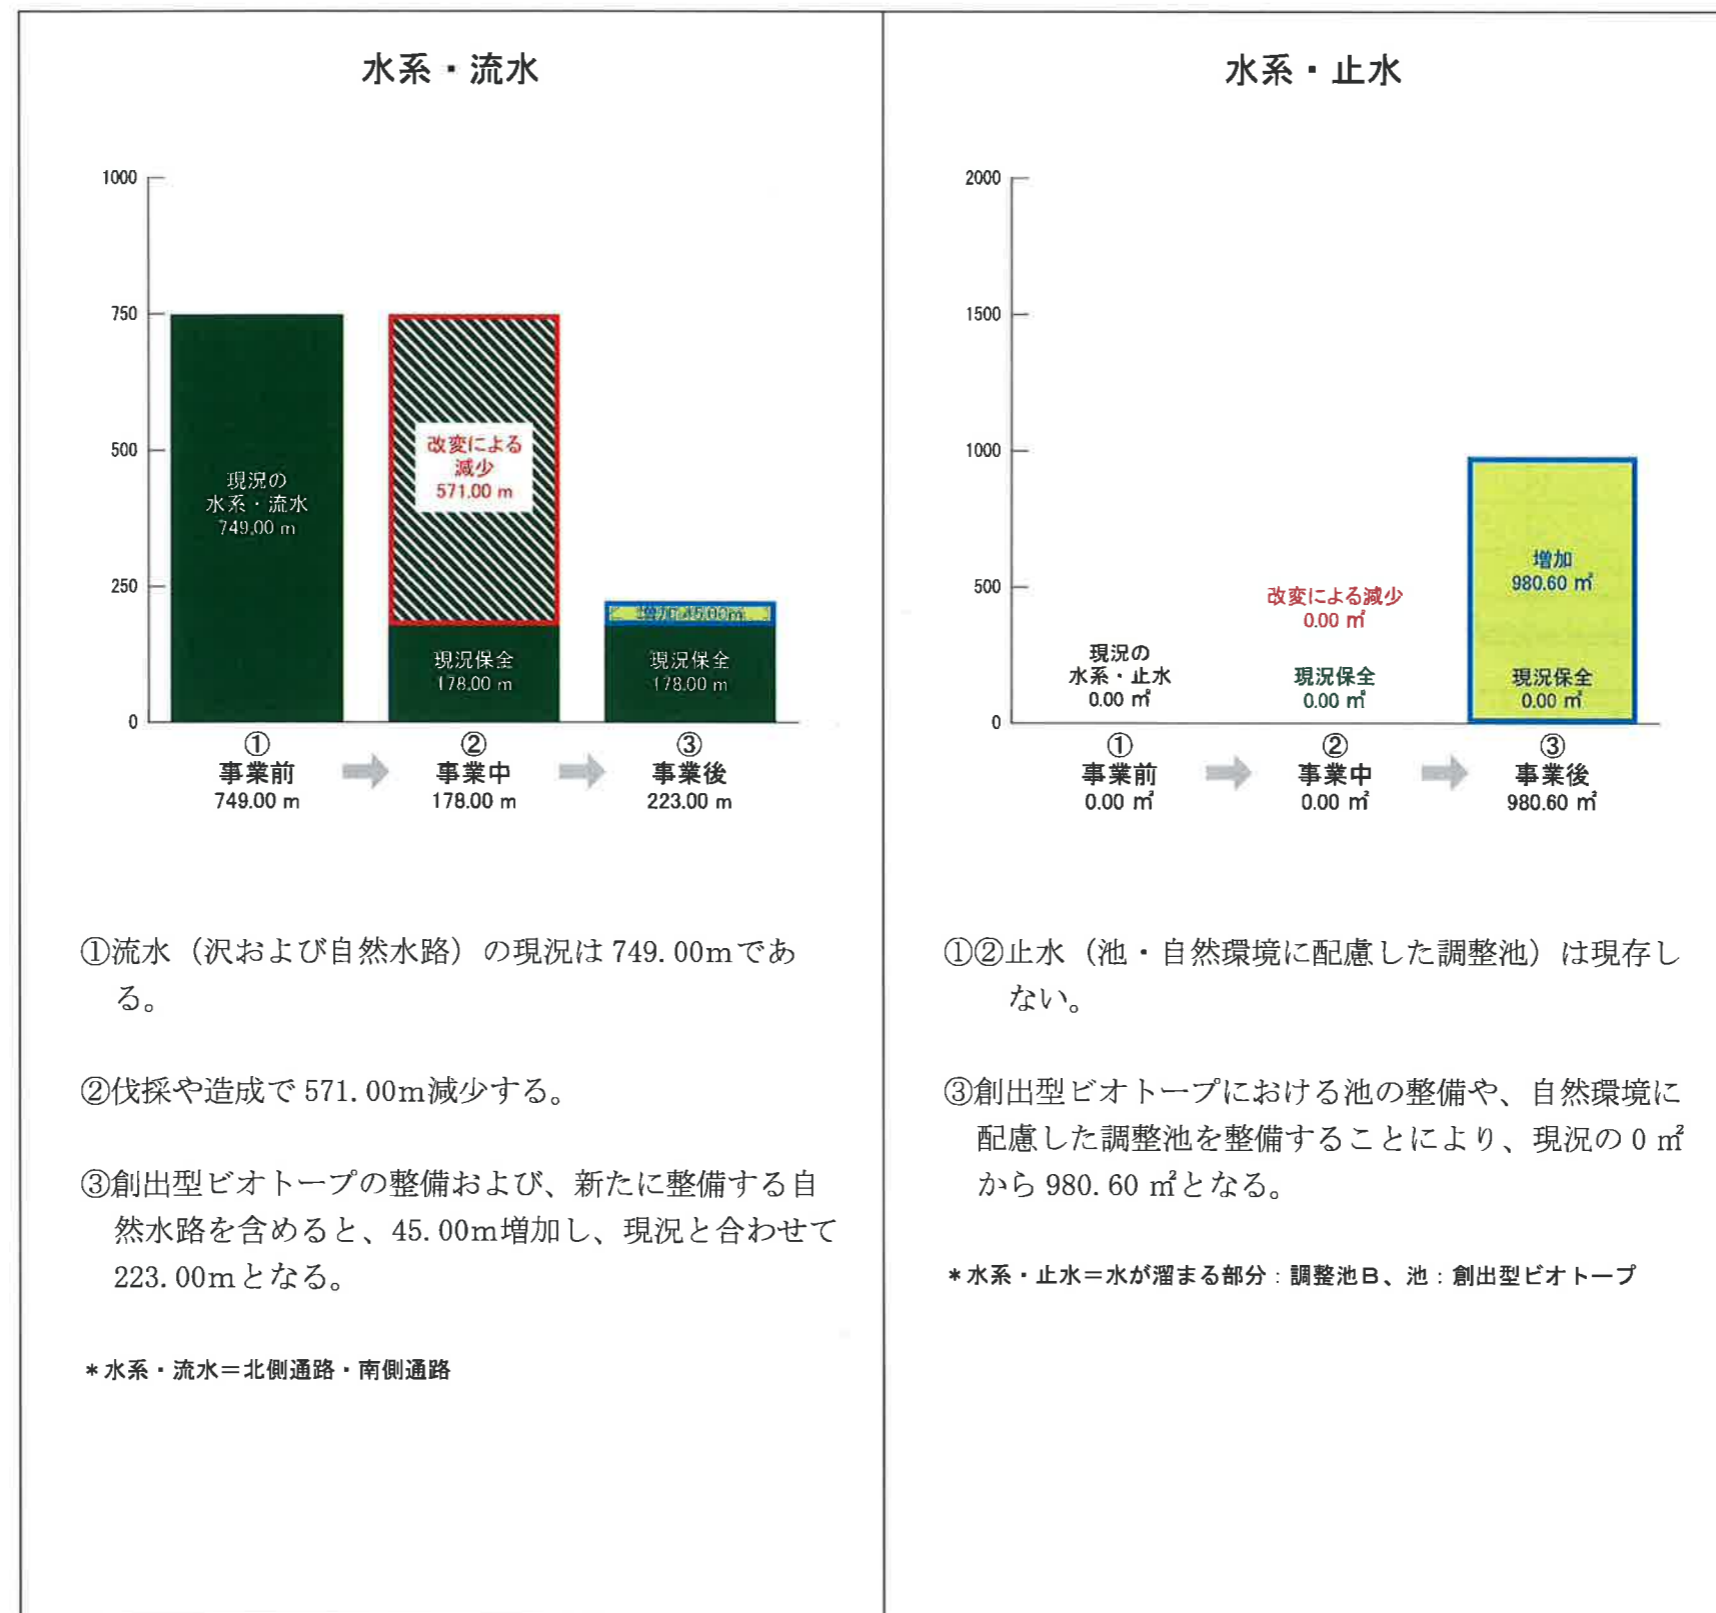 水系・流水
1000
750
500
250
0
現況の
水系・流水
749.00 m
改変による
減少
571.00 m
現況保全
178.00 m
増加 45.00m
現況保全
178.00 m
①
事業前
749.00 m
②
事業中
178.00 m
③
事業後
223.00 m
①流水（沢および自然水路）の現況は 749.00mであ
る。
②伐採や造成で 571.00m減少する。
③創出型ビオトープの整備および、新たに整備する自
然水路を含めると、45.00m増加し、現況と合わせて
223.00mとなる。
*水系・流水＝北側通路・南側通路
水系・止水
2000
1500
1000
500
0
現況の
水系・止水
0.00 ㎡
改変による減少
0.00 ㎡
現況保全
0.00 ㎡
増加
980.60 ㎡
現況保全
0.00 ㎡
①
事業前
0.00 ㎡
②
事業中
0.00 ㎡
③
事業後
980.60 ㎡
①②止水（池・自然環境に配慮した調整池）は現存し
ない。
③創出型ビオトープにおける池の整備や、自然環境に
配慮した調整池を整備することにより、現況の 0 ㎡
から 980.60 ㎡となる。
*水系・止水＝水が溜まる部分：調整池Ｂ、池：創出型ビオトープ